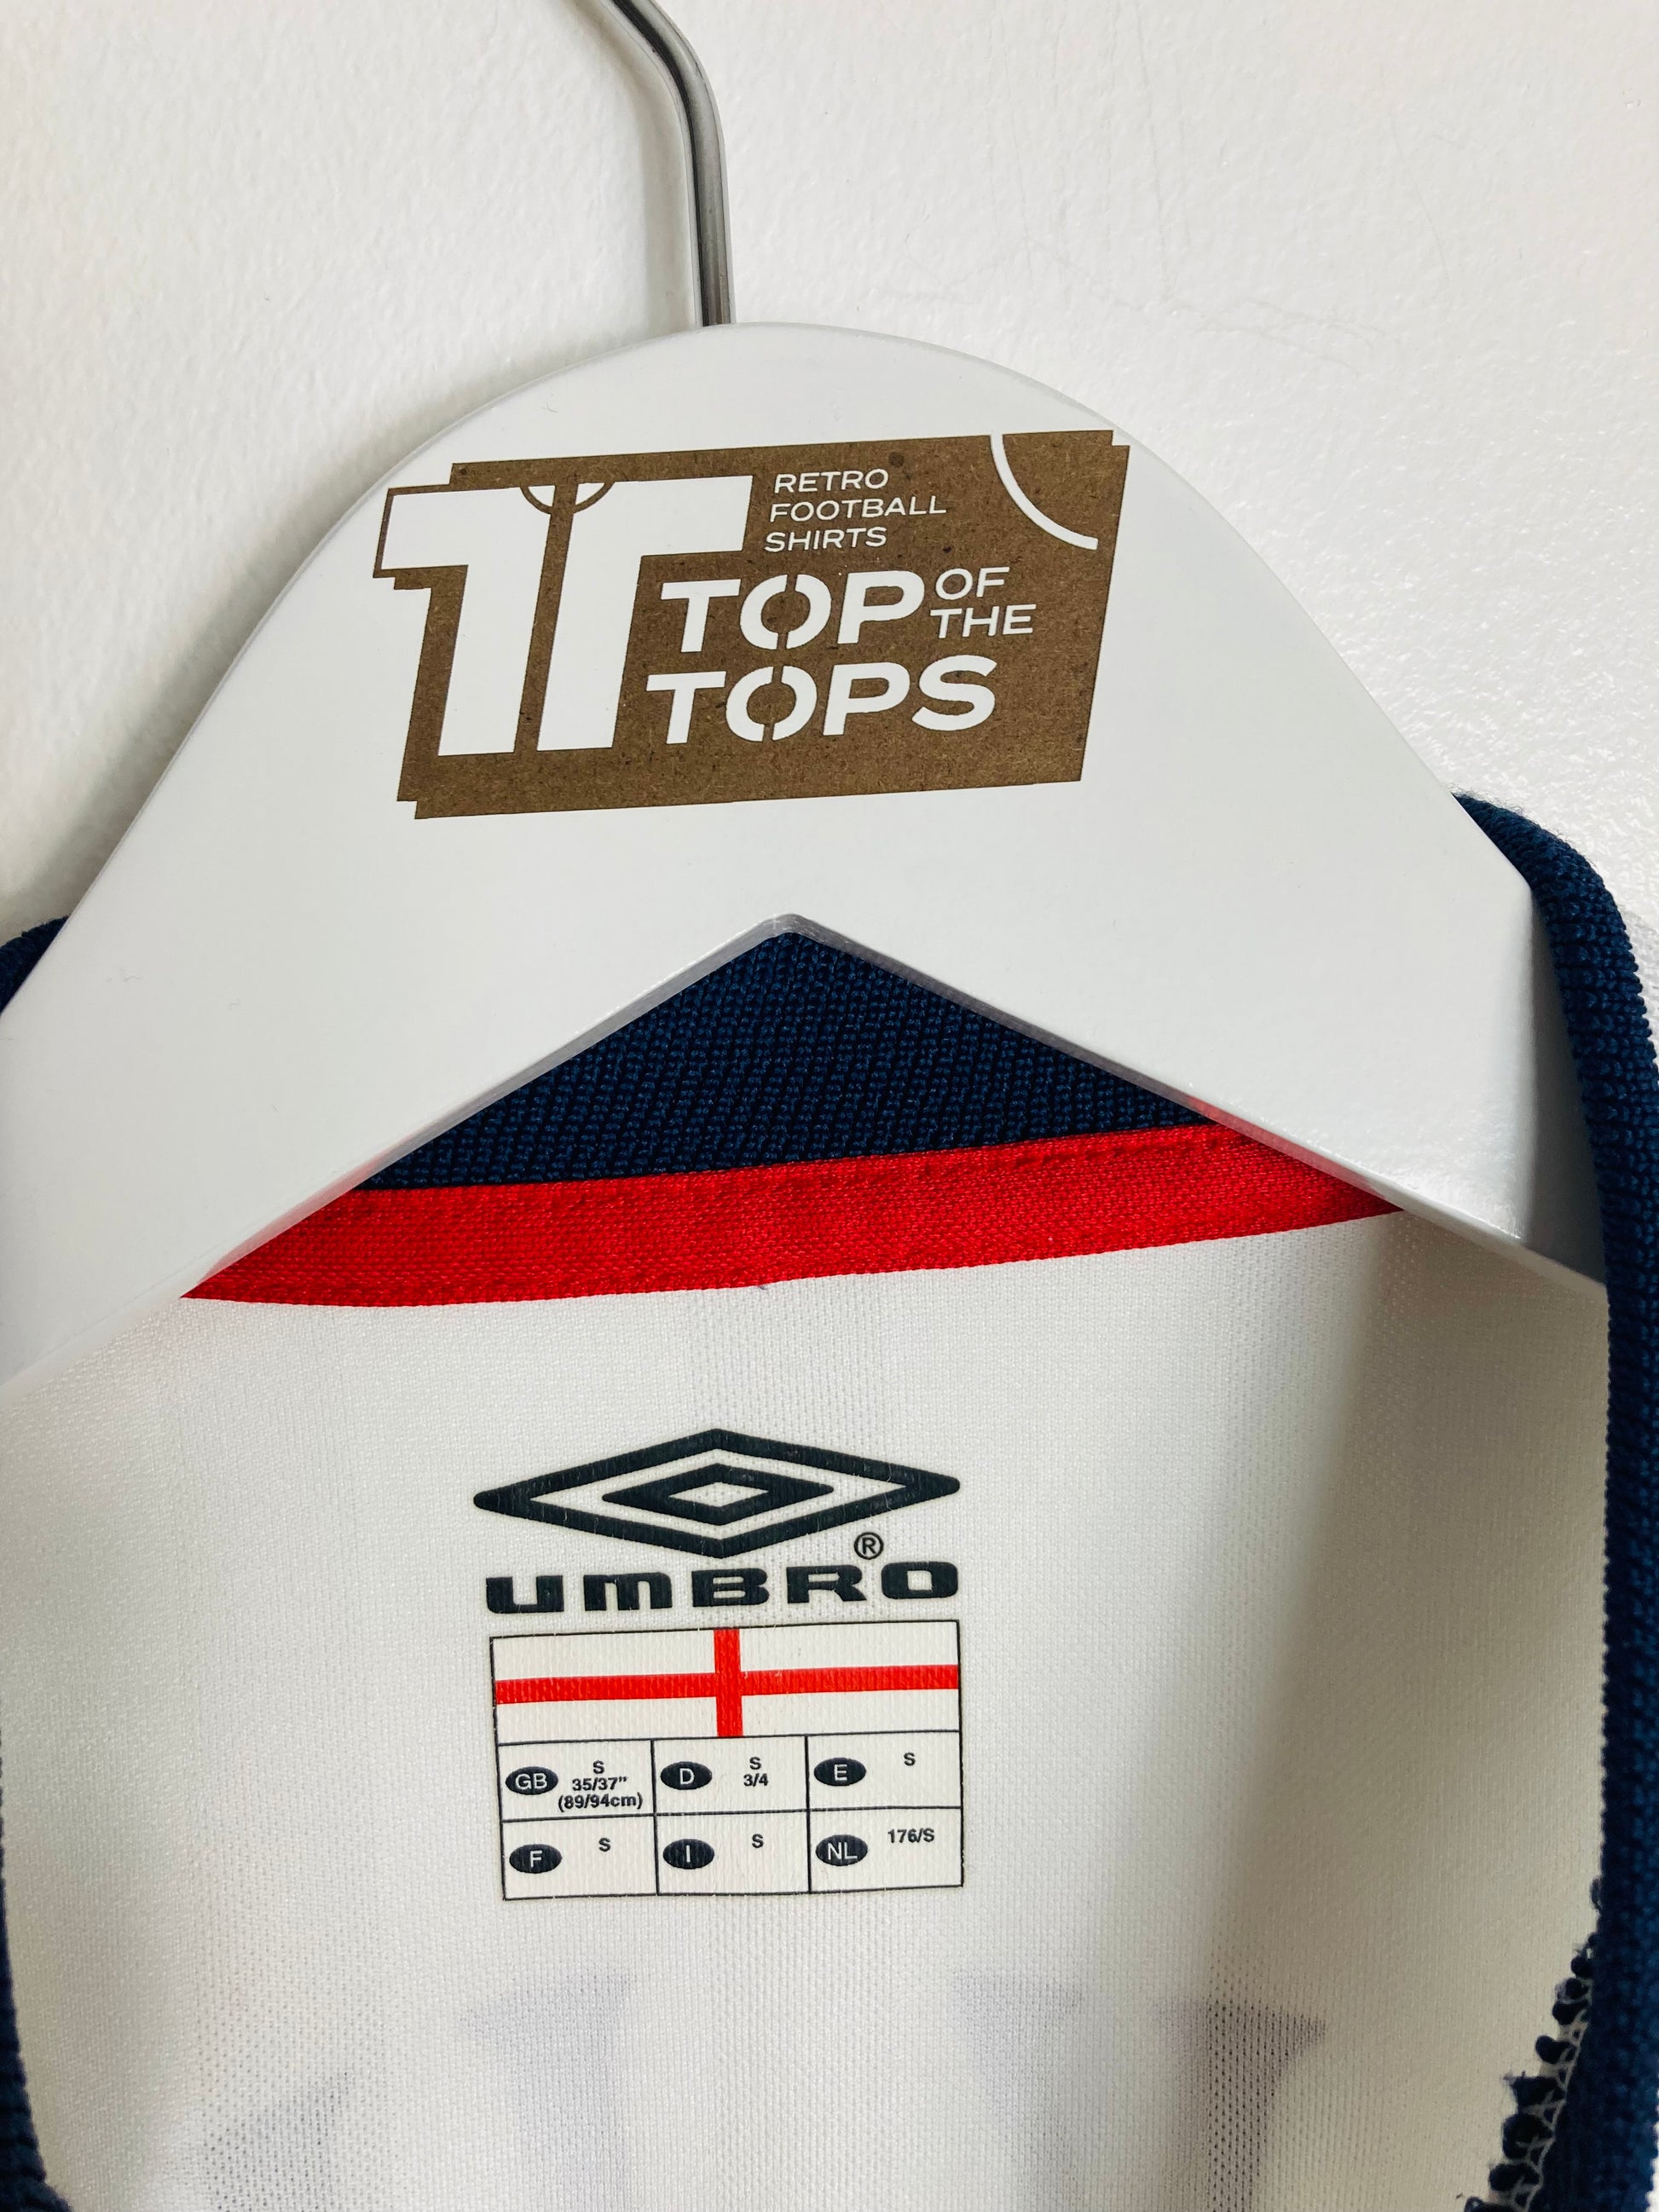 RETRO
FOOTBALL
SHIRTS
TOP OF THE
TOPS
UMBRO®
GB S 35/37" (89/94cm)
D S 3/4
E S
F S
I S
NL 176/S